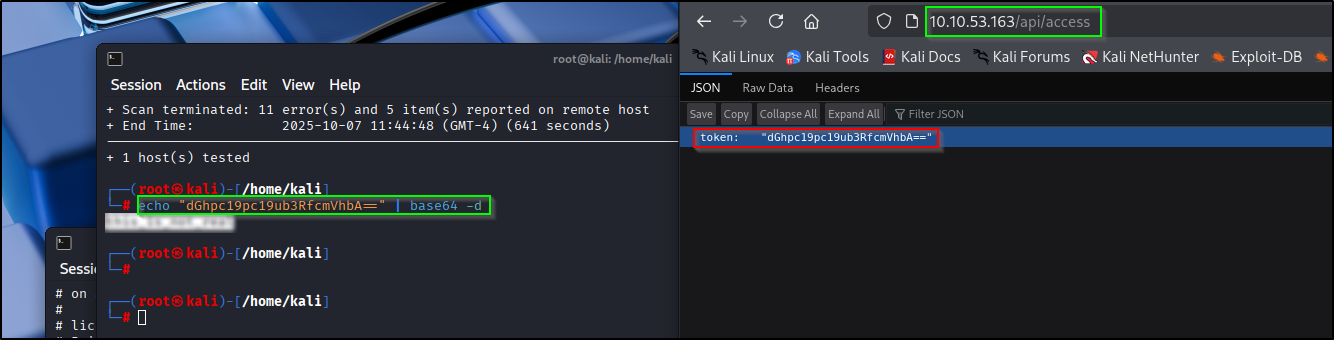 root@kali: /home/kali
Session Actions Edit View Help
+ Scan terminated: 11 error(s) and 5 item(s) reported on remote host
+ End Time: 2025-10-07 11:44:48 (GMT-4) (641 seconds)
+ 1 host(s) tested
┌──(root㉿kali)-[/home/kali]
└─# echo "dGhpc19pc19ub3RfcmVhbA==" | base64 -d
┌──(root㉿kali)-[/home/kali]
└─#
┌──(root㉿kali)-[/home/kali]
└─#
# on
#
# lic
10.10.53.163/api/access
Kali Linux Kali Tools Kali Docs Kali Forums Kali NetHunter Exploit-DB
JSON Raw Data Headers
Save Copy Collapse All Expand All Filter JSON
token: "dGhpc19pc19ub3RfcmVhbA=="